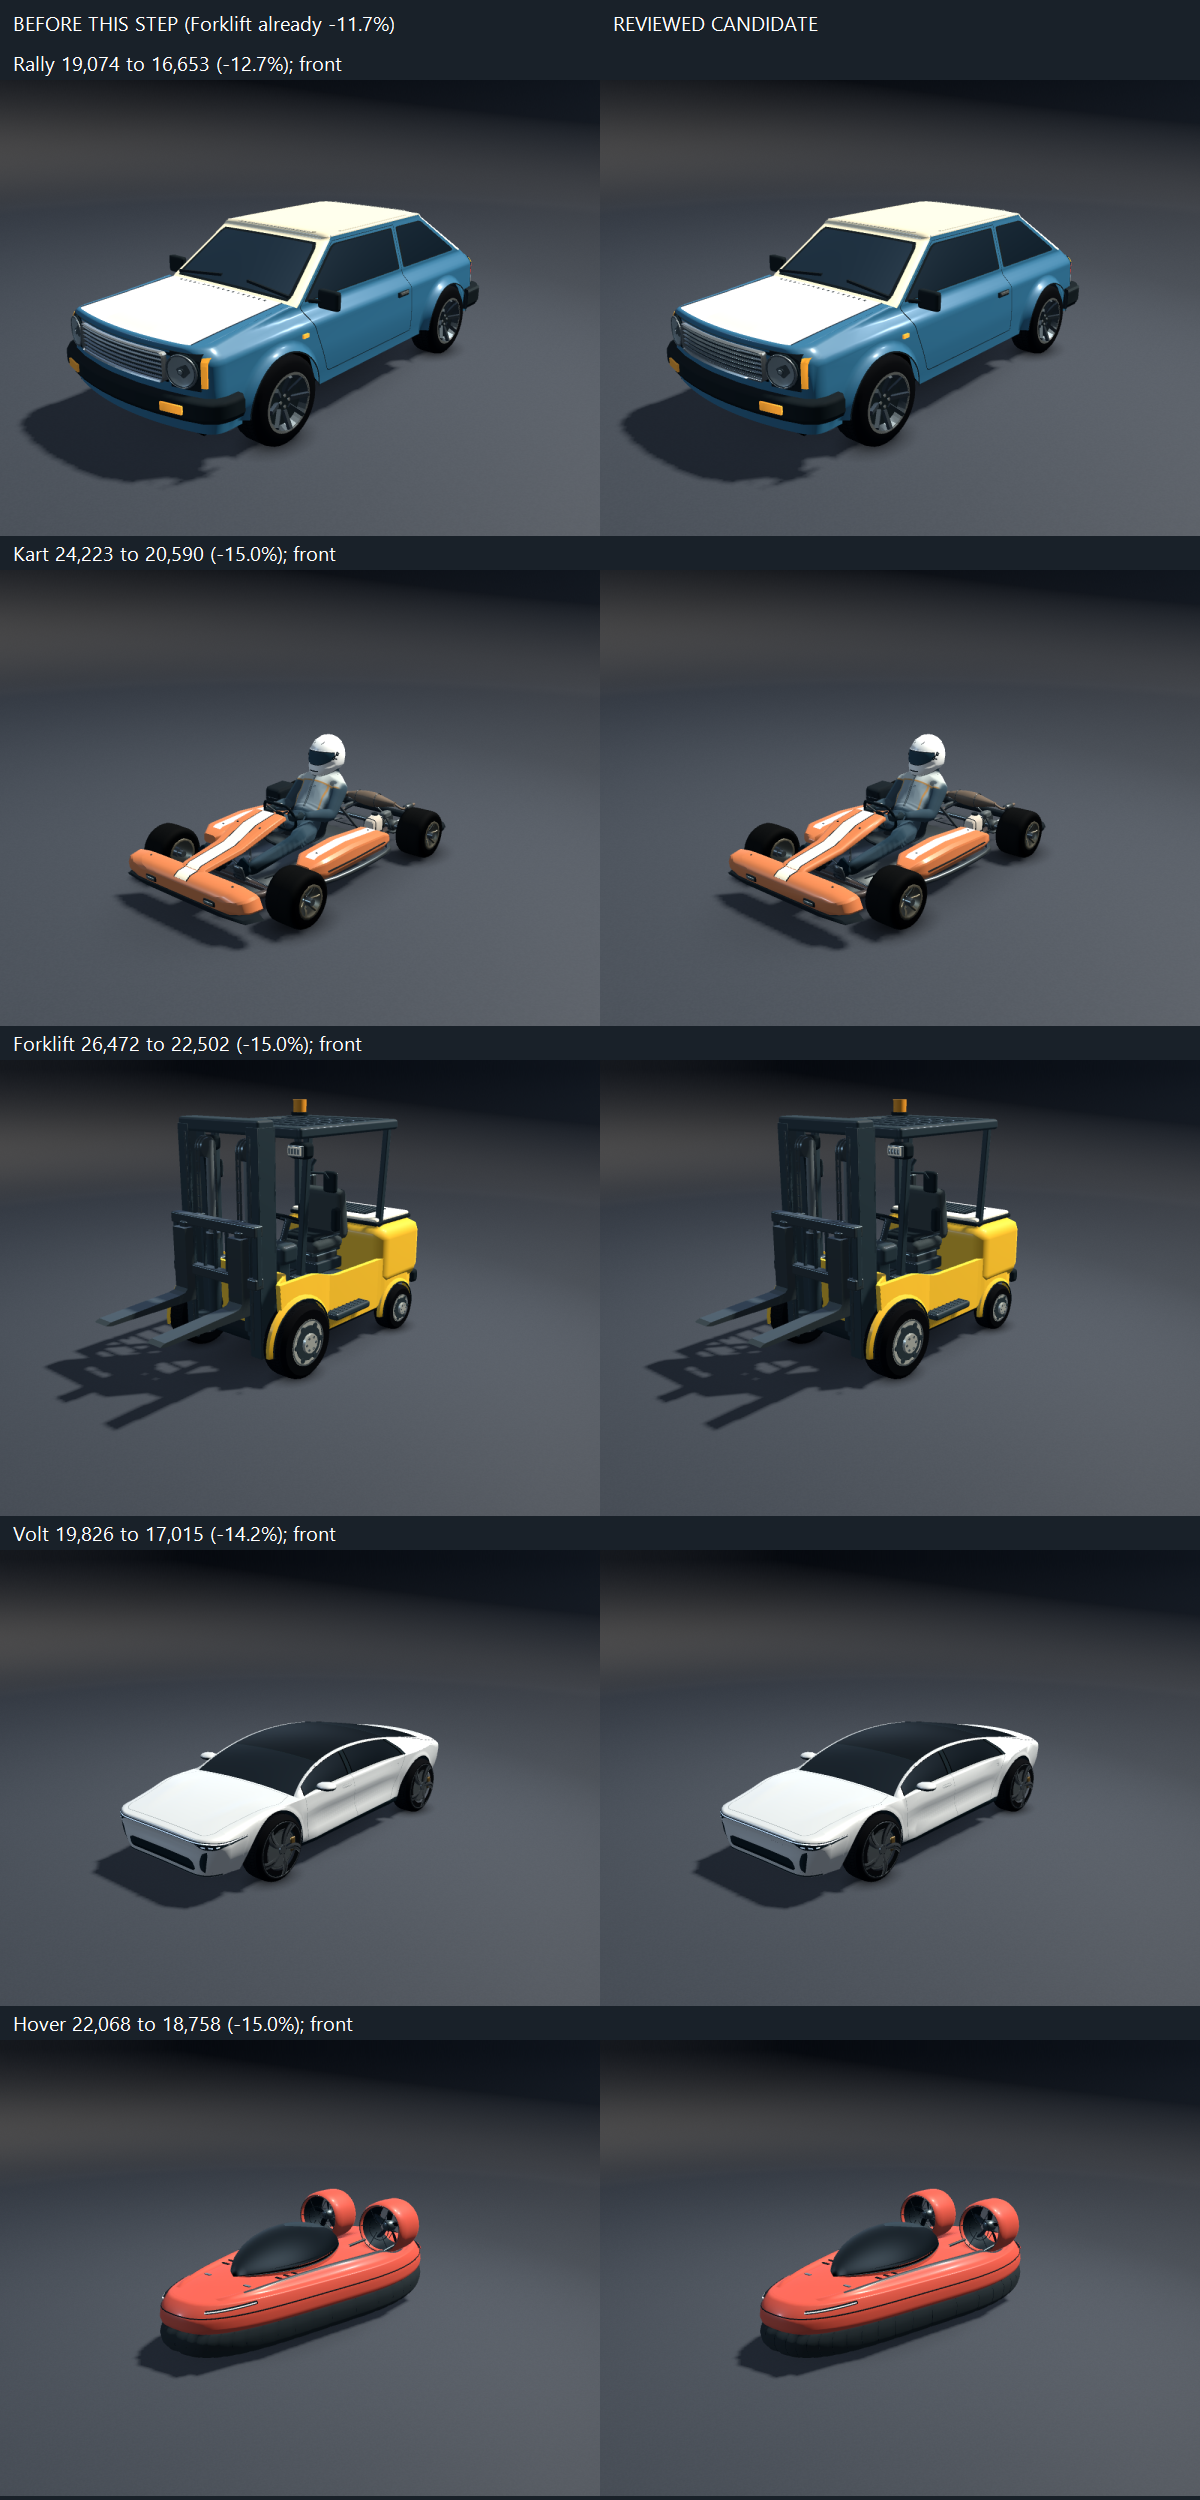 BEFORE THIS STEP (Forklift already -11.7%)
REVIEWED CANDIDATE
Rally 19,074 to 16,653 (-12.7%); front
Kart 24,223 to 20,590 (-15.0%); front
Forklift 26,472 to 22,502 (-15.0%); front
Volt 19,826 to 17,015 (-14.2%); front
Hover 22,068 to 18,758 (-15.0%); front